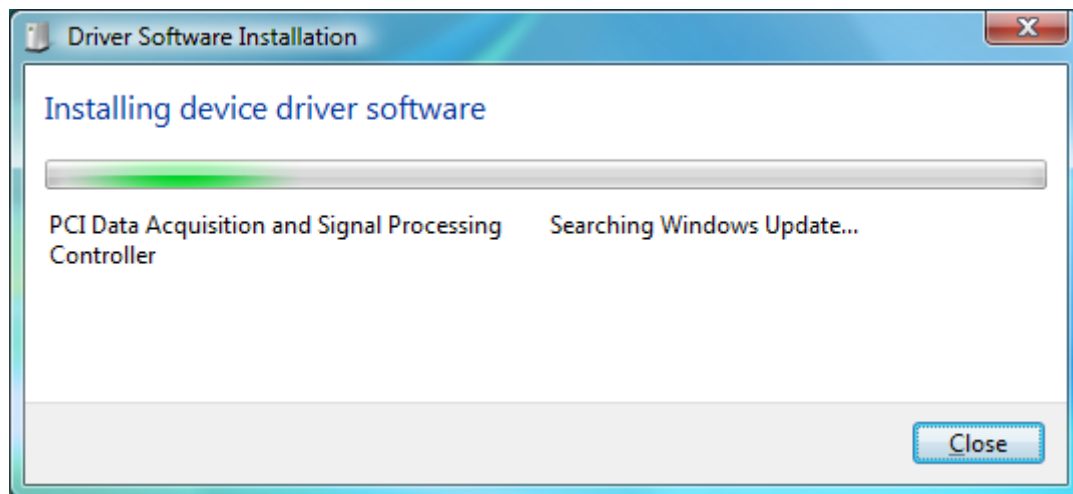 Driver Software Installation
Installing device driver software
PCI Data Acquisition and Signal Processing Searching Windows Update...
Controller
Close